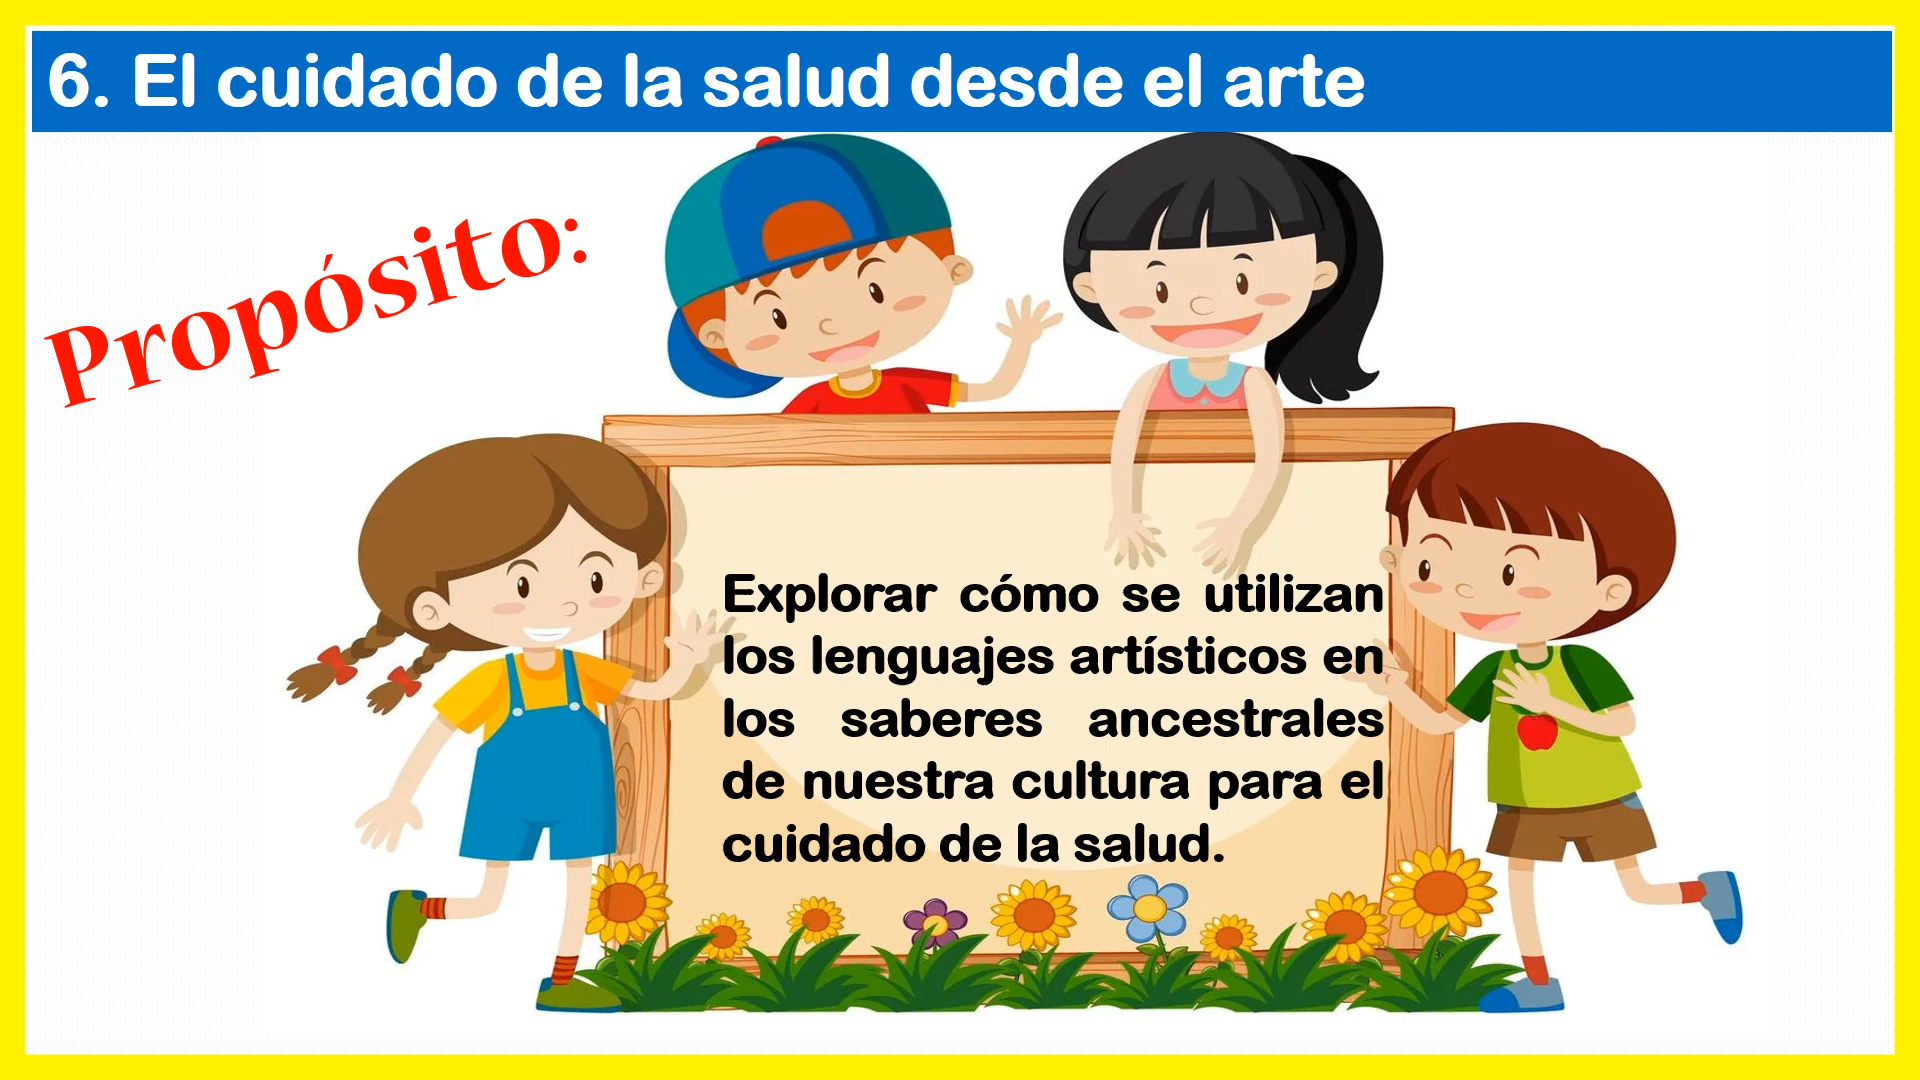 6. El cuidado de la salud desde el arte
Propósito:
Explorar cómo se utilizan
los lenguajes artísticos en
los saberes ancestrales
de nuestra cultura para el
cuidado de la salud.